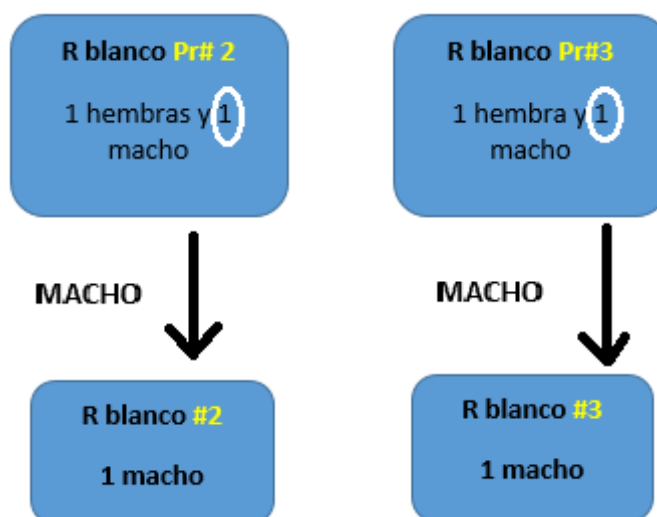 R blanco Pr# 2
1 hembras y 1
macho
R blanco Pr#3
1 hembra y 1
macho
MACHO
MACHO
R blanco #2
1 macho
R blanco #3
1 macho